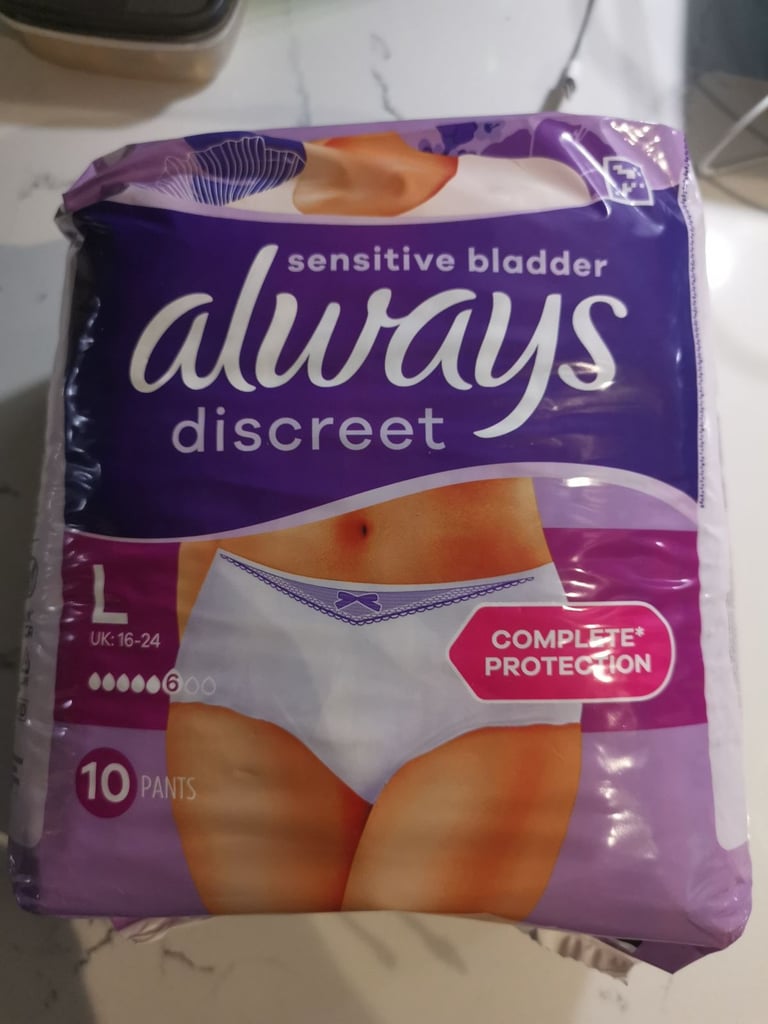 sensitive bladder
always
discreet
L
UK: 16-24
6
COMPLETE*
PROTECTION
10 PANTS